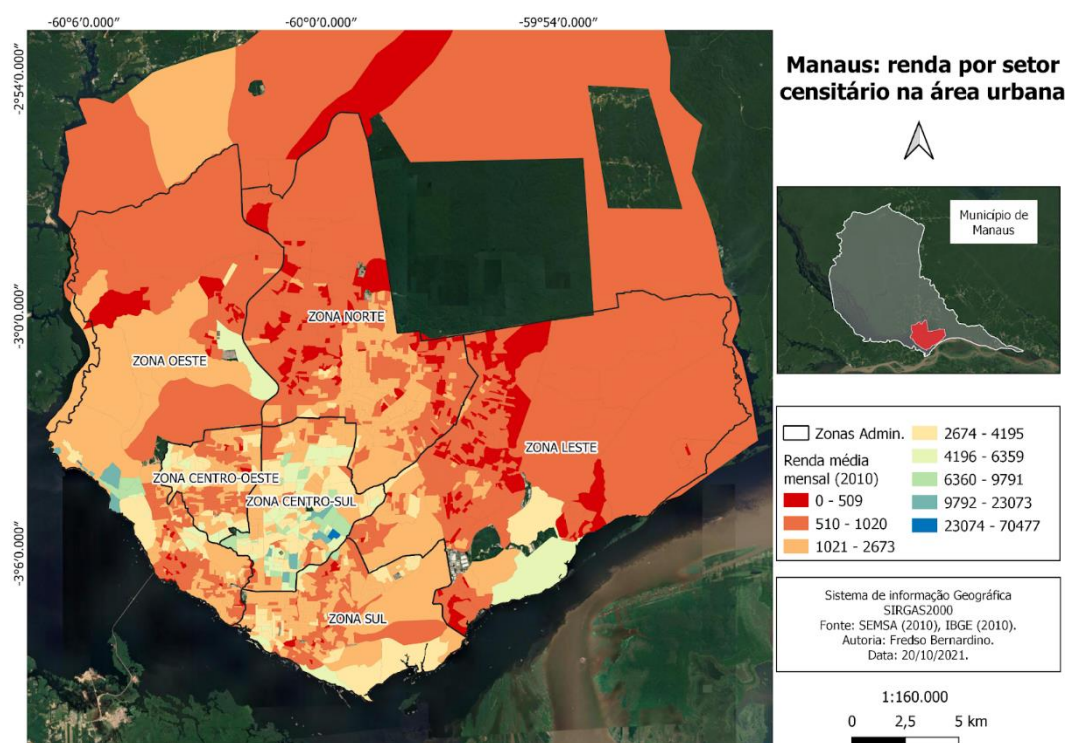 -60°6'0.000"
-60°0'0.000"
-59°54'0.000"
-2°54'0.000"
-3°0'0.000"
-3°6'0.000"
ZONA NORTE
ZONA OESTE
ZONA LESTE
ZONA CENTRO-OESTE
ZONA CENTRO-SUL
ZONA SUL
Manaus: renda por setor
censitário na área urbana
Município de
Manaus
Zonas Admin.
Renda média
mensal (2010)
0 - 509
510 - 1020
1021 - 2673
2674 - 4195
4196 - 6359
6360 - 9791
9792 - 23073
23074 - 70477
Sistema de informação Geográfica
SIRGAS2000
Fonte: SEMSA (2010), IBGE (2010).
Autoria: Fredso Bernardino.
Data: 20/10/2021.
1:160.000
0 2,5 5 km